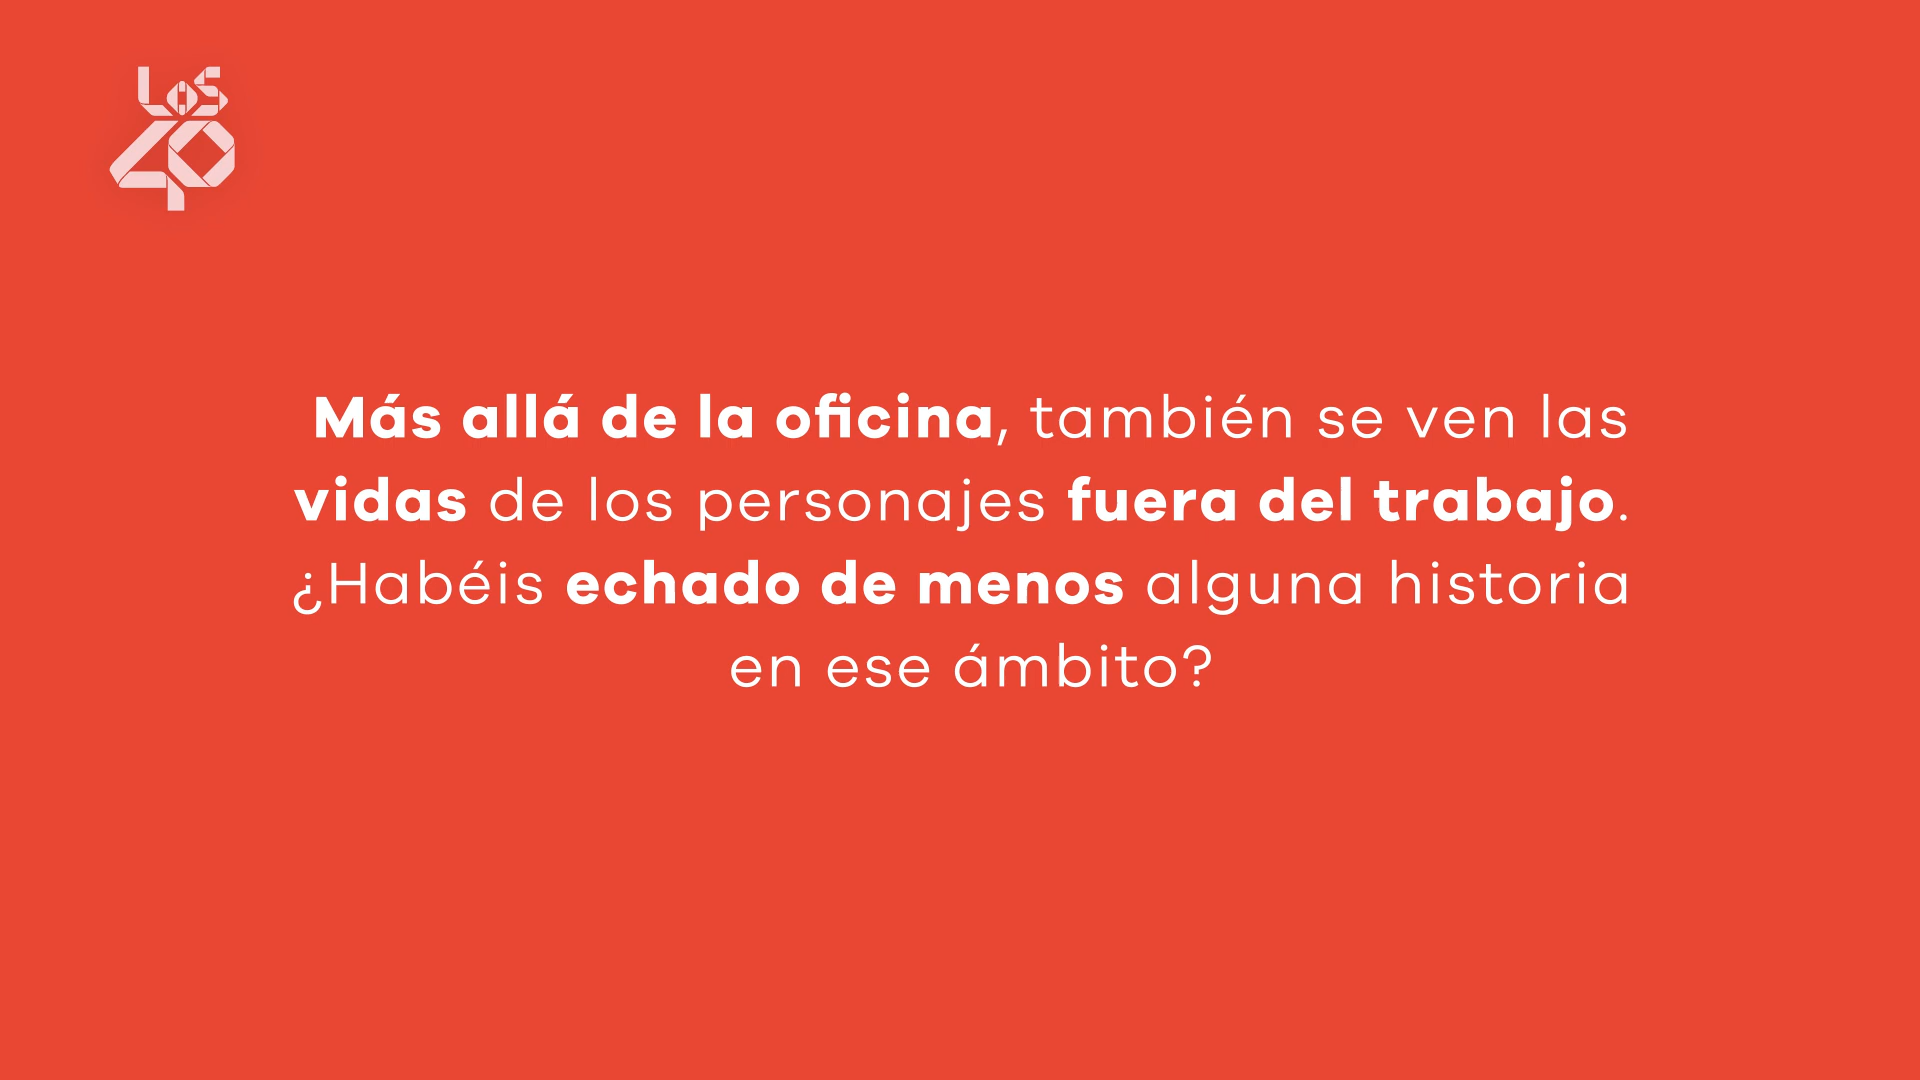 LOS
40
Más allá de la oficina, también se ven las
vidas de los personajes fuera del trabajo.
¿Habéis echado de menos alguna historia
en ese ámbito?